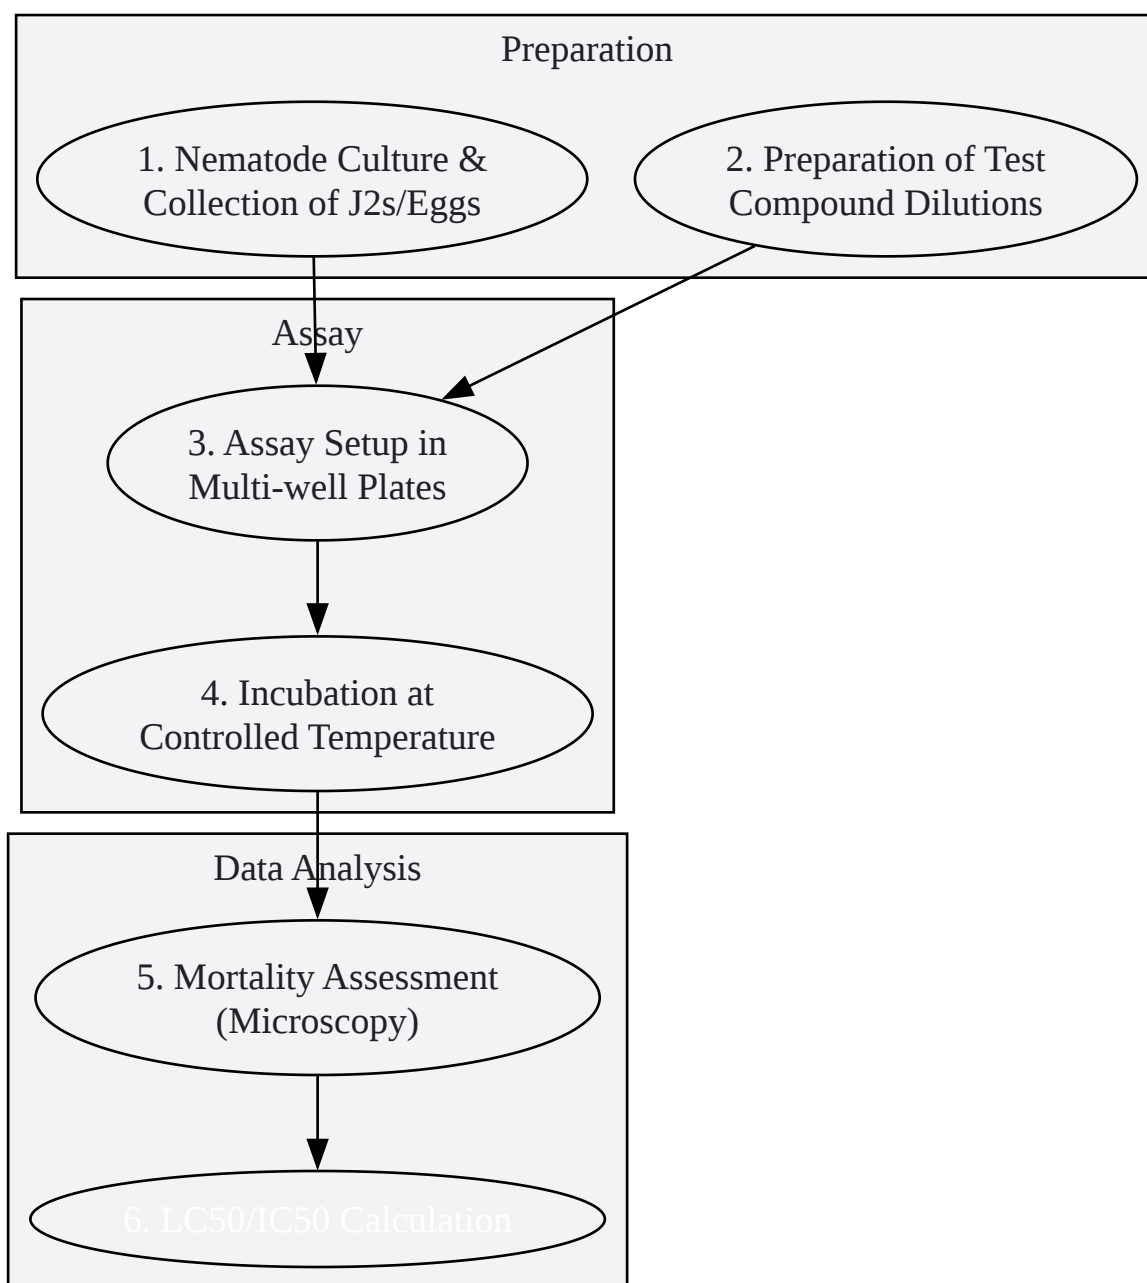 Preparation
1. Nematode Culture &
Collection of J2s/Eggs
2. Preparation of Test
Compound Dilutions
Assay
3. Assay Setup in
Multi-well Plates
4. Incubation at
Controlled Temperature
Data Analysis
5. Mortality Assessment
(Microscopy)
6. LC50/IC50 Calculation